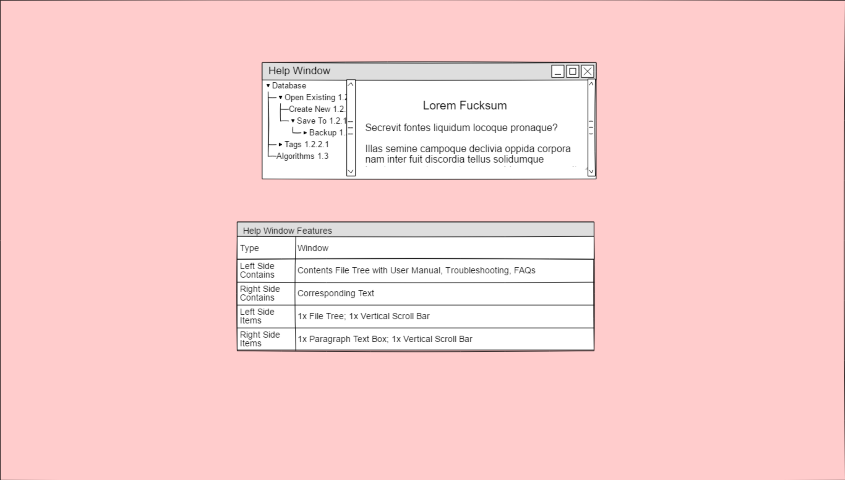 Help Window
Database
Open Existing 1.2
Create New 1.2.
Save To 1.2.1
Backup 1.
Tags 1.2.2.1
Algorithms 1.3
Lorem Fucksum
Secrevit fontes liquidum locoque pronaque?
Illas semine campoque declivia oppida corpora
nam inter fuit discordia tellus solidumque
Help Window Features
Type Window
Left Side
Contains
Contents File Tree with User Manual, Troubleshooting, FAQs
Right Side
Contains
Corresponding Text
Left Side
Items
1x File Tree; 1x Vertical Scroll Bar
Right Side
Items
1x Paragraph Text Box; 1x Vertical Scroll Bar